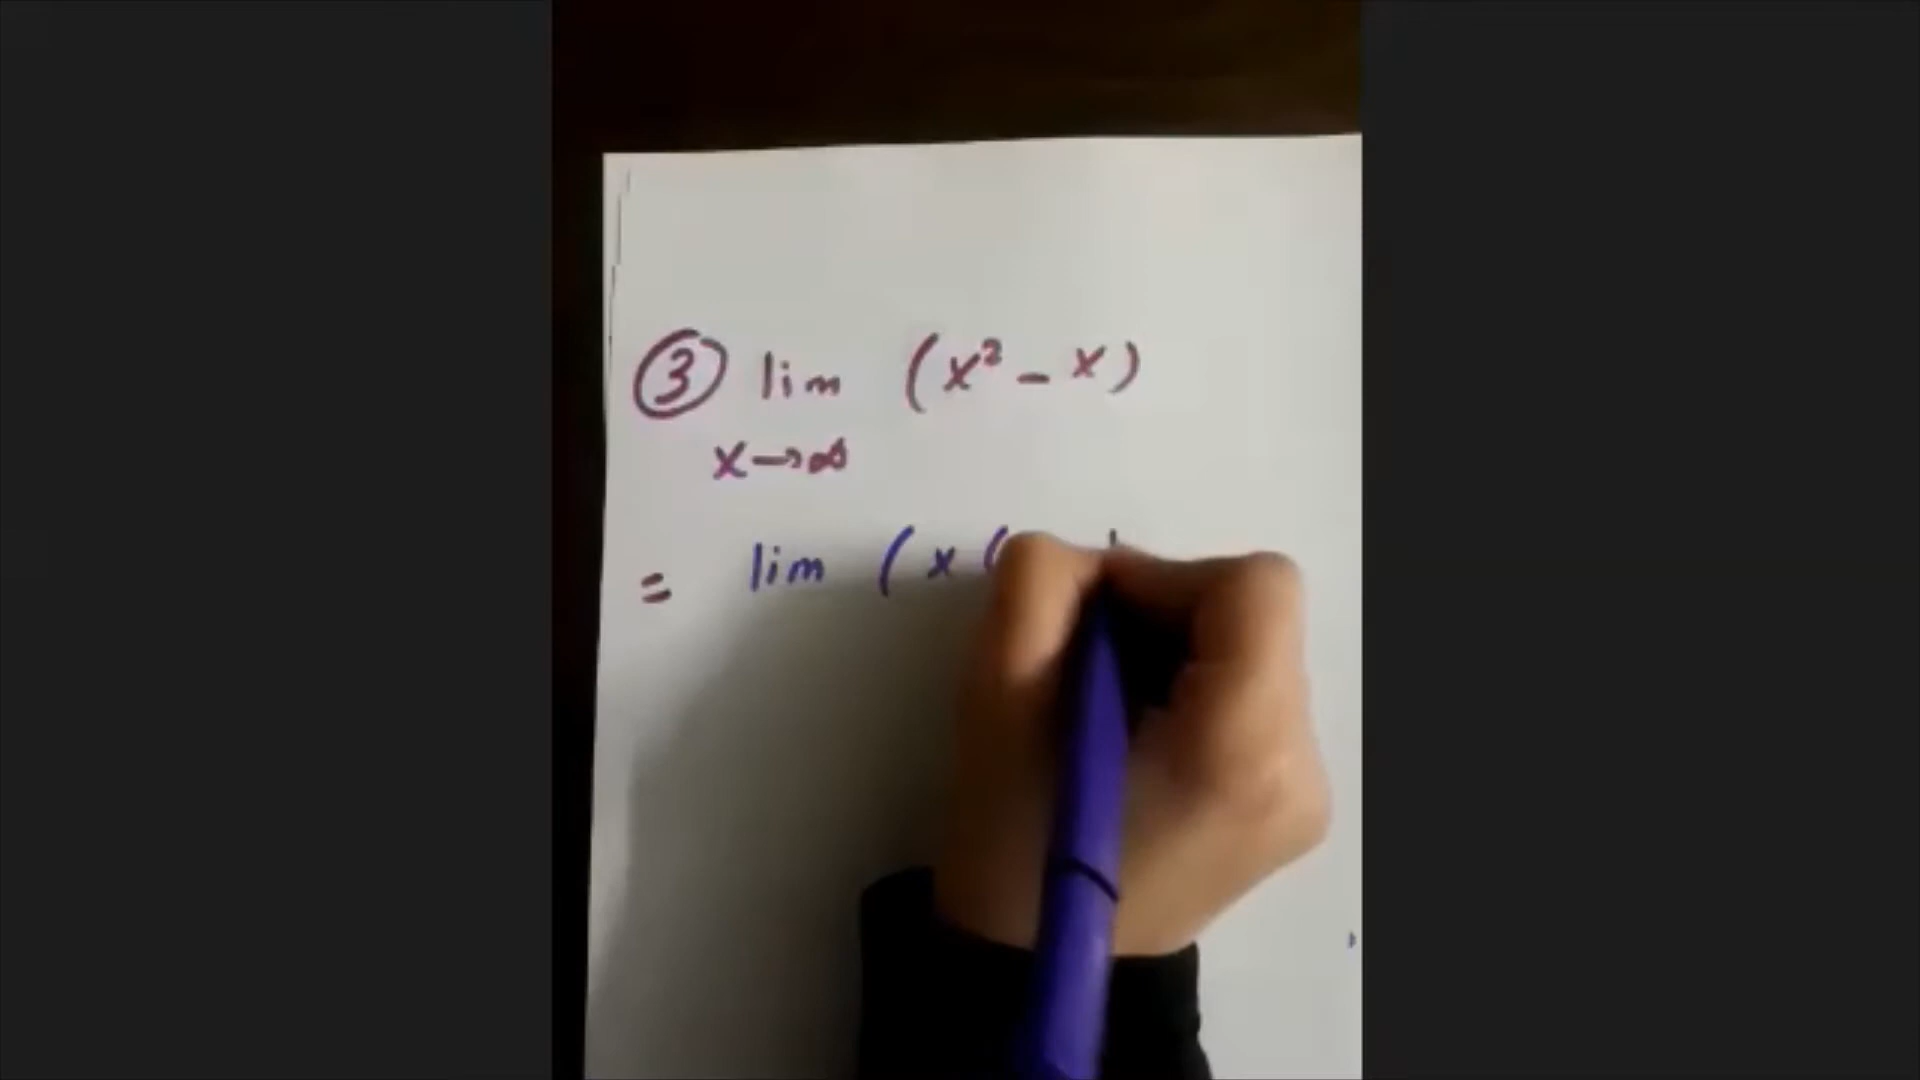 ③ lim (x² - x)
x→∞
= lim (x (